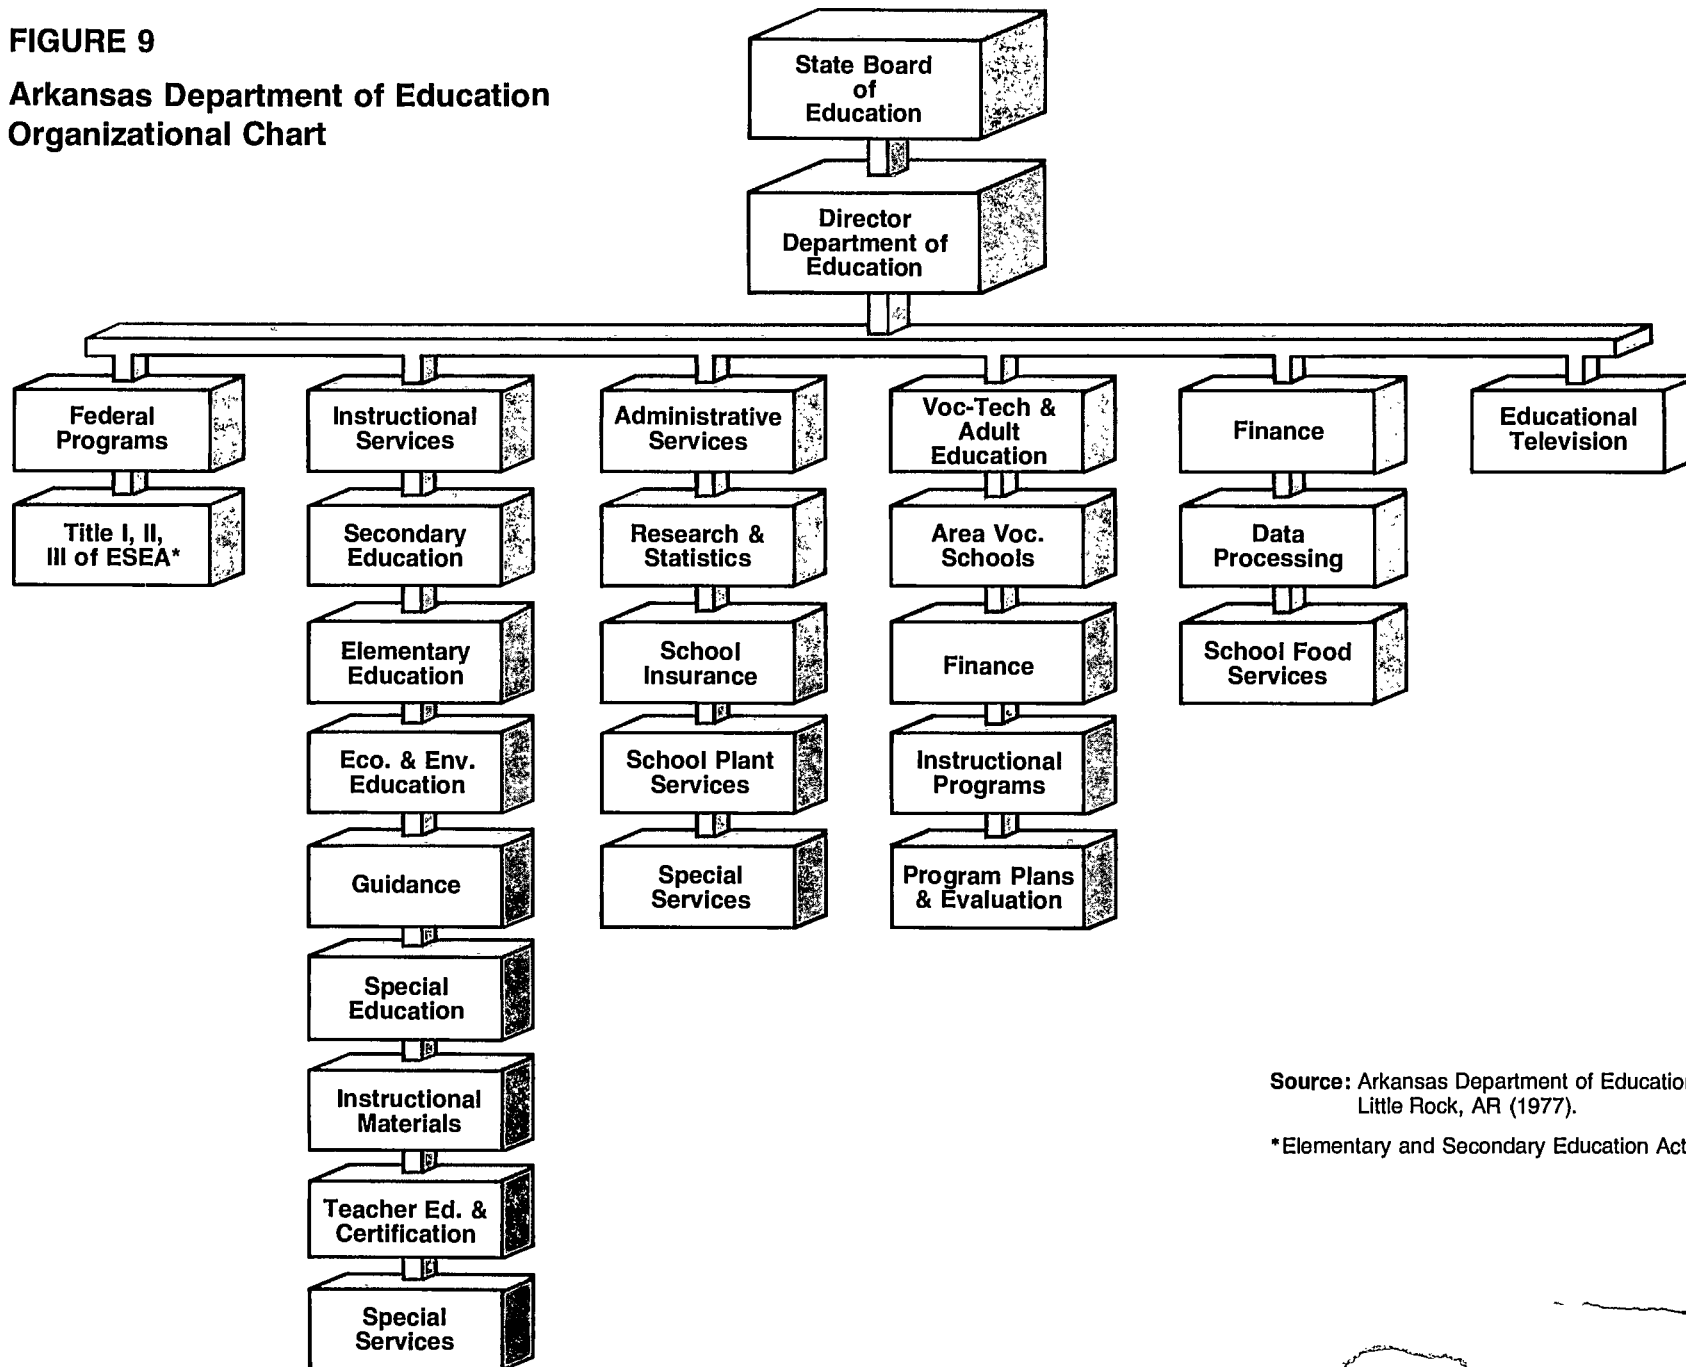 FIGURE 9
Arkansas Department of Education
Organizational Chart
State Board
of
Education
Director
Department of
Education
Federal
Programs
Title I, II,
III of ESEA*
Instructional
Services
Secondary
Education
Elementary
Education
Eco. & Env.
Education
Guidance
Special
Education
Instructional
Materials
Teacher Ed. &
Certification
Special
Services
Administrative
Services
Research &
Statistics
School
Insurance
School Plant
Services
Special
Services
Voc-Tech &
Adult
Education
Area Voc.
Schools
Finance
Instructional
Programs
Program Plans
& Evaluation
Finance
Data
Processing
School Food
Services
Educational
Television
Source: Arkansas Department of Education
Little Rock, AR (1977).
*Elementary and Secondary Education Act